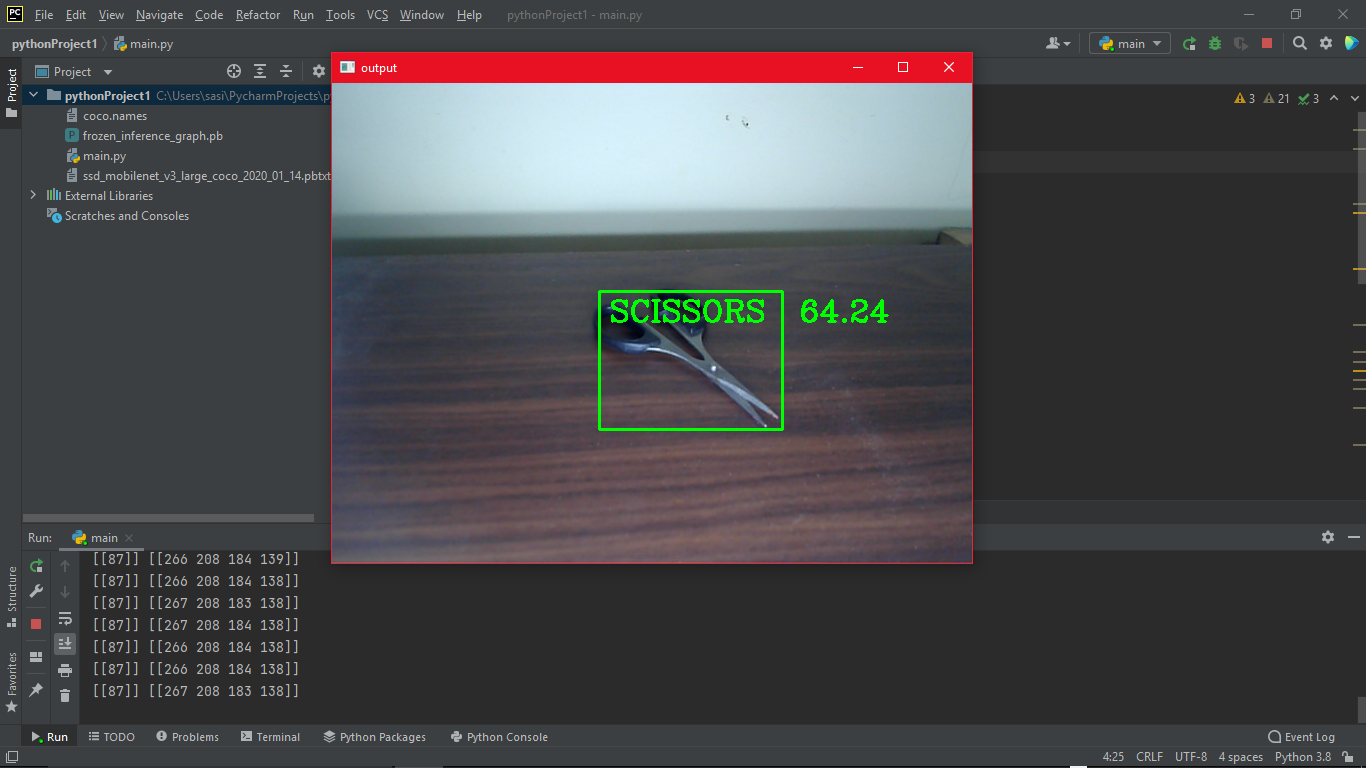 PC File Edit View Navigate Code Refactor Run Tools VCS Window Help pythonProject1 - main.py
pythonProject1 main.py
main
Project
Project
output
3 21 3
pythonProject1 C:\Users\sasi\PycharmProjects\
coco.names
frozen_inference_graph.pb
main.py
ssd_mobilenet_v3_large_coco_2020_01_14.pbtxt
External Libraries
Scratches and Consoles
SCISSORS 64.24
Run: main
[[87]] [[266 208 184 139]]
[[87]] [[266 208 184 138]]
[[87]] [[267 208 183 138]]
[[87]] [[267 208 184 138]]
[[87]] [[266 208 184 138]]
[[87]] [[266 208 184 138]]
[[87]] [[267 208 183 138]]
Structure
Favorites
Run TODO Problems Terminal Python Packages Python Console Event Log
4:25 CRLF UTF-8 4 spaces Python 3.8